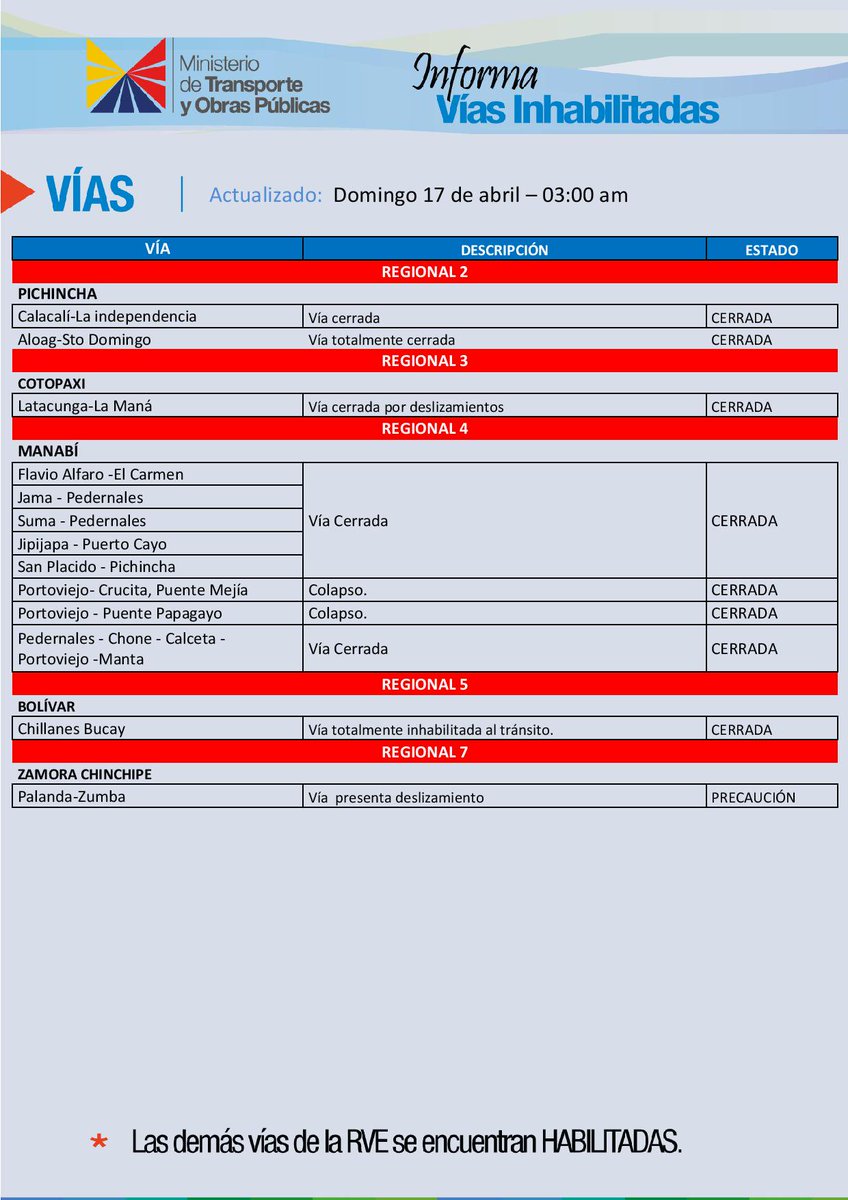 Ministerio
de Transporte
y Obras Públicas
Informa
Vías Inhabilitadas
VÍAS
Actualizado: Domingo 17 de abril – 03:00 am
VÍA DESCRIPCIÓN ESTADO
REGIONAL 2
PICHINCHA
Calacalí-La independencia Vía cerrada CERRADA
Aloag-Sto Domingo Vía totalmente cerrada CERRADA
REGIONAL 3
COTOPAXI
Latacunga-La Maná Vía cerrada por deslizamientos CERRADA
REGIONAL 4
MANABÍ
Flavio Alfaro -El Carmen
Jama - Pedernales
Suma - Pedernales Vía Cerrada CERRADA
Jipijapa - Puerto Cayo
San Placido - Pichincha
Portoviejo- Crucita, Puente Mejía Colapso. CERRADA
Portoviejo - Puente Papagayo Colapso. CERRADA
Pedernales - Chone - Calceta -
Portoviejo -Manta Vía Cerrada CERRADA
REGIONAL 5
BOLÍVAR
Chillanes Bucay Vía totalmente inhabilitada al tránsito. CERRADA
REGIONAL 7
ZAMORA CHINCHIPE
Palanda-Zumba Vía presenta deslizamiento PRECAUCIÓN
* Las demás vías de la RVE se encuentran HABILITADAS.